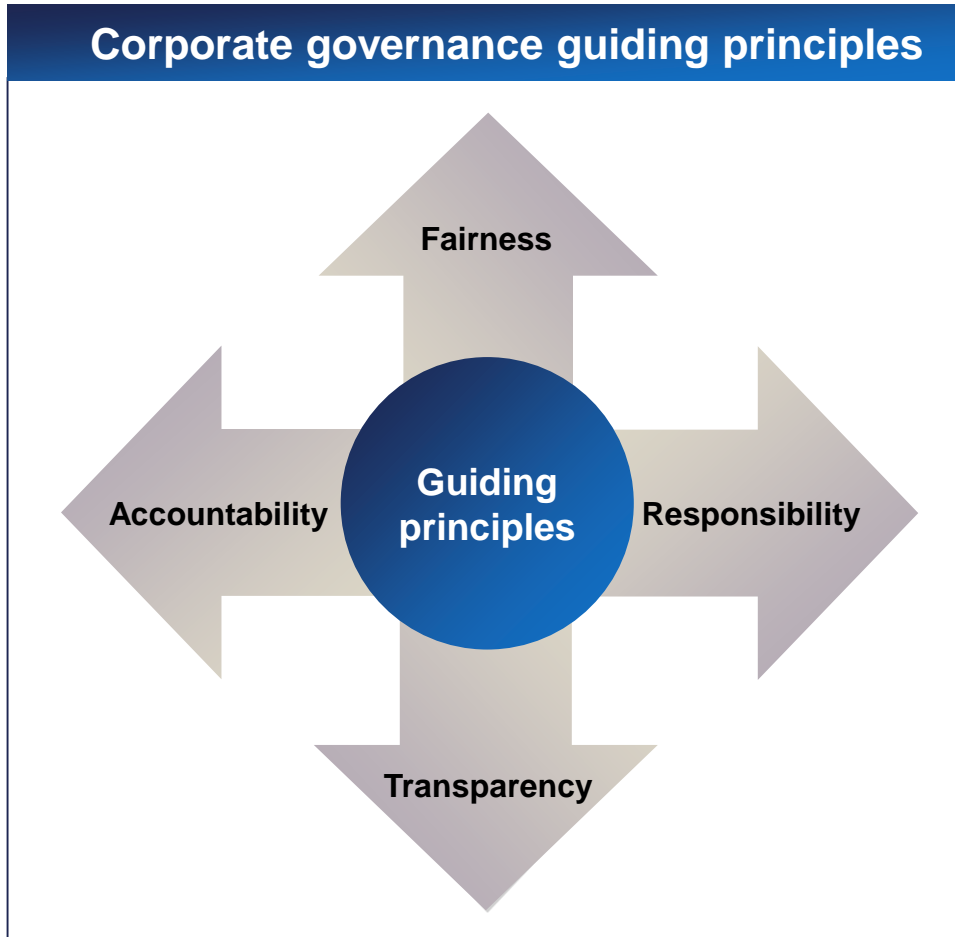 Corporate governance guiding principles
Fairness
Accountability
Guiding
principles
Responsibility
Transparency